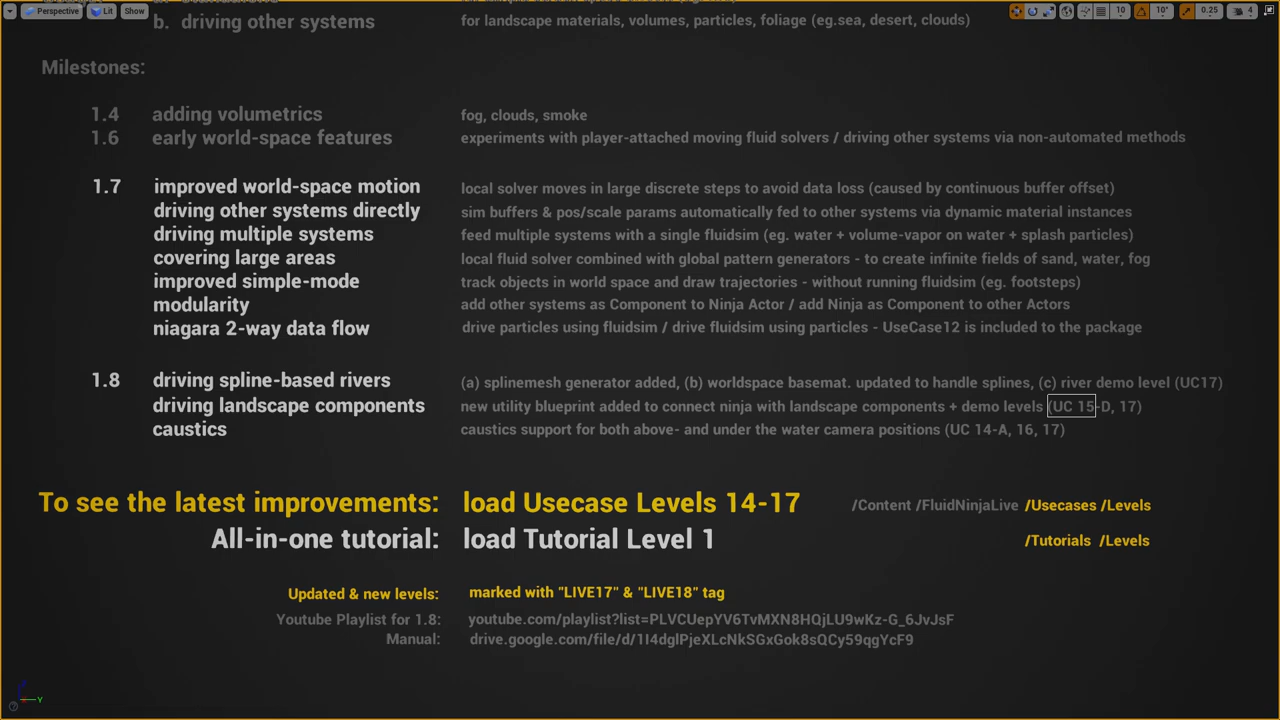 Perspective Lit Show 10 10° 0.25 4
b. driving other systems for landscape materials, volumes, particles, foliage (eg.sea, desert, clouds)
Milestones:
1.4 adding volumetrics fog, clouds, smoke
1.6 early world-space features experiments with player-attached moving fluid solvers / driving other systems via non-automated methods
1.7 improved world-space motion local solver moves in large discrete steps to avoid data loss (caused by continuous buffer offset)
driving other systems directly sim buffers & pos/scale params automatically fed to other systems via dynamic material instances
driving multiple systems feed multiple systems with a single fluidsim (eg. water + volume-vapor on water + splash particles)
covering large areas local fluid solver combined with global pattern generators - to create infinite fields of sand, water, fog
improved simple-mode track objects in world space and draw trajectories - without running fluidsim (eg. footsteps)
modularity add other systems as Component to Ninja Actor / add Ninja as Component to other Actors
niagara 2-way data flow drive particles using fluidsim / drive fluidsim using particles - UseCase12 is included to the package
1.8 driving spline-based rivers (a) splinemesh generator added, (b) worldspace basemat. updated to handle splines, (c) river demo level (UC17)
driving landscape components new utility blueprint added to connect ninja with landscape components + demo levels (UC 15-D, 17)
caustics caustics support for both above- and under the water camera positions (UC 14-A, 16, 17)
To see the latest improvements: load Usecase Levels 14-17 /Content /FluidNinjaLive /Usecases /Levels
All-in-one tutorial: load Tutorial Level 1 /Tutorials /Levels
Updated & new levels: marked with "LIVE17" & "LIVE18" tag
Youtube Playlist for 1.8: youtube.com/playlist?list=PLVCUepYV6TvMXN8HQjLU9wKz-G_6JvJsF
Manual: drive.google.com/file/d/1I4dglPjeXLcNkSGxGok8sQCy59qgYcF9
Y